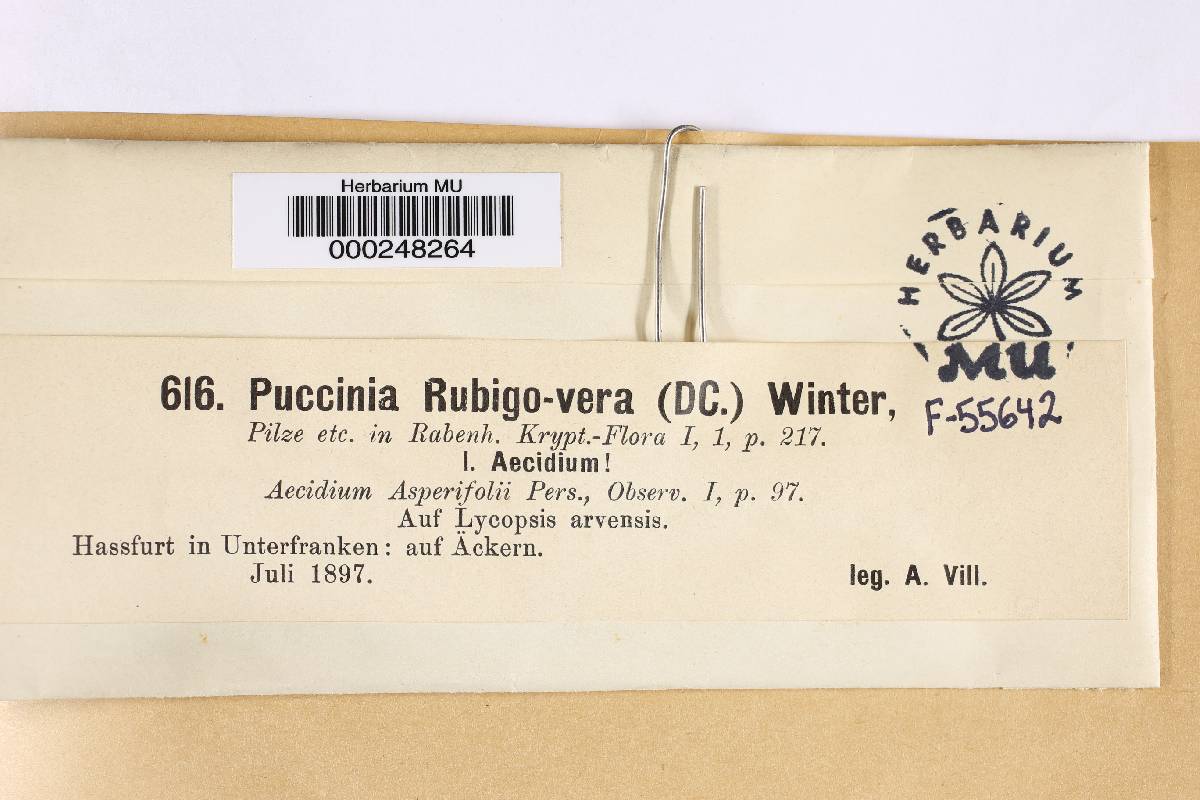 Herbarium MU
000248264
HERBARIUM
MU
F-55642
616. Puccinia Rubigo-vera (DC.) Winter,
Pilze etc. in Rabenh. Krypt.-Flora I, 1, p. 217.
I. Aecidium!
Aecidium Asperifolii Pers., Observ. I, p. 97.
Auf Lycopsis arvensis.
Hassfurt in Unterfranken: auf Äckern.
Juli 1897.
leg. A. Vill.